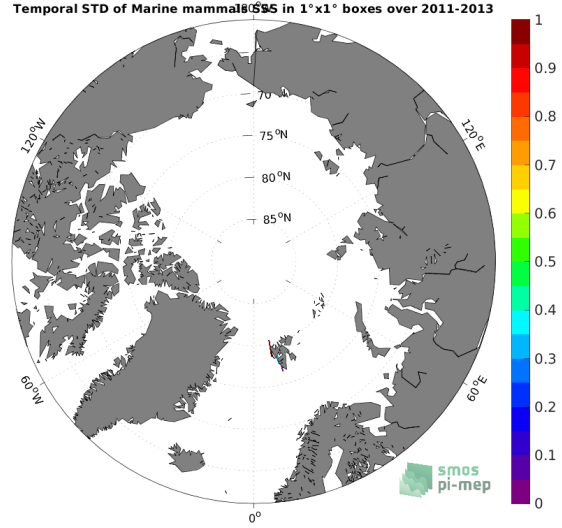 Temporal STD of Marine mammals SSS in 1°x1° boxes over 2011-2013
180°W
120°W
120°E
70°N
75°N
80°N
85°N
60°W
60°E
0°
1
0.9
0.8
0.7
0.6
0.5
0.4
0.3
0.2
0.1
0
smos
pi-mep